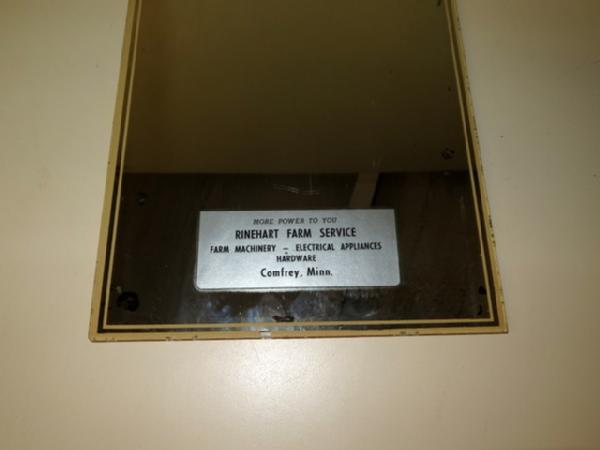 MORE POWER TO YOU
RINEHART FARM SERVICE
FARM MACHINERY – ELECTRICAL APPLIANCES
HARDWARE
Comfrey, Minn.